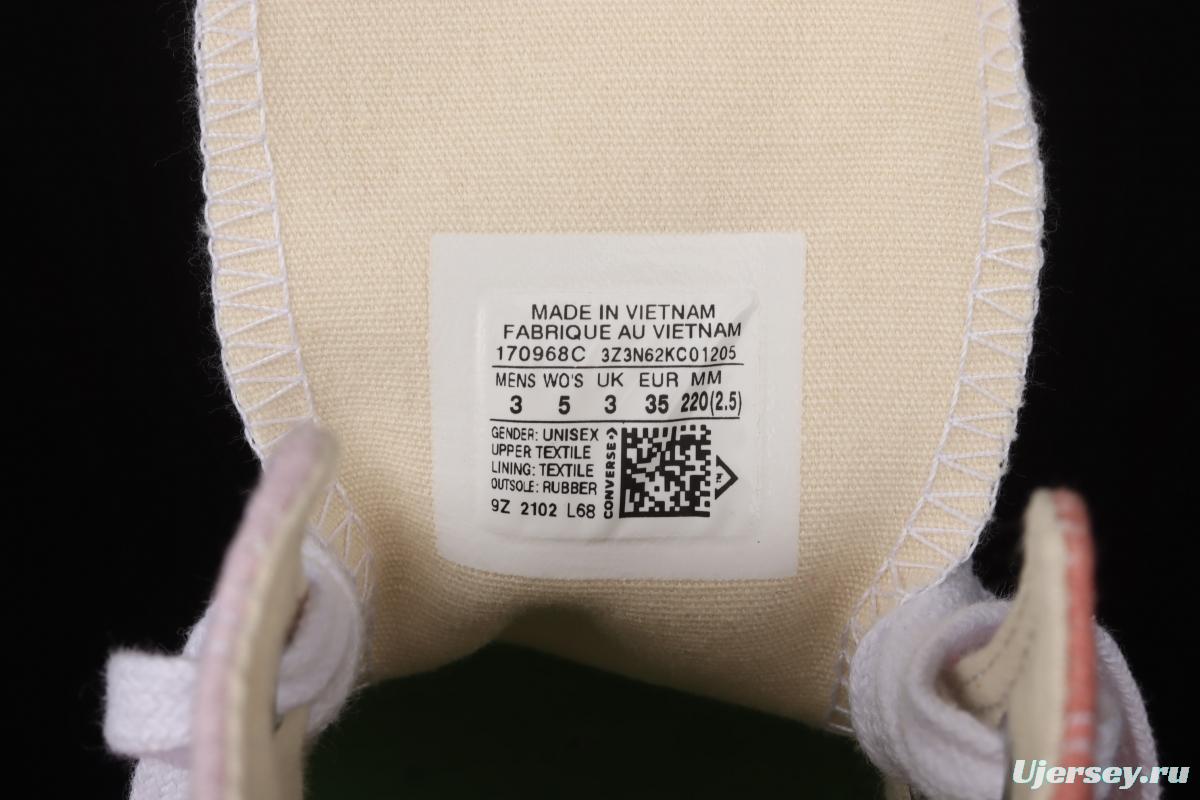 MADE IN VIETNAM
FABRIQUE AU VIETNAM
170968C 3Z3N62KC01205
MENS WO'S UK EUR MM
3 5 3 35 220(2.5)
GENDER: UNISEX
UPPER TEXTILE
LINING: TEXTILE
OUTSOLE: RUBBER
9Z 2102 L68
CONVERSE
TM
Ujersey.ru